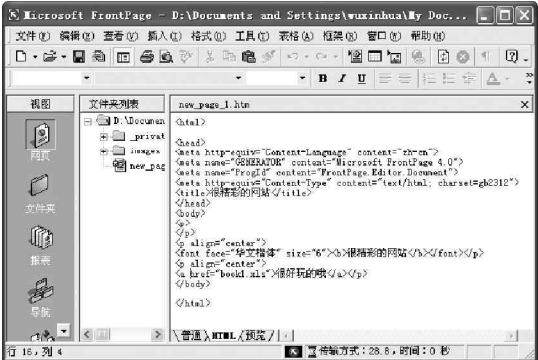 Microsoft FrontPage - D:\Documents and Settings\wuxinhua\My Doc...
文件(F) 编辑(E) 查看(V) 插入(I) 格式(O) 工具(T) 表格(A) 框架(R) 窗口(W) 帮助(H)
B I U A
视图
文件夹列表
new_page_1.htm
网页
文件夹
报表
导航
D:\Documen
_privat
images
new_pag
<html>
<head>
<meta http-equiv="Content-Language" content="zh-cn">
<meta name="GENERATOR" content="Microsoft FrontPage 4.0">
<meta name="ProgId" content="FrontPage.Editor.Document">
<meta http-equiv="Content-Type" content="text/html; charset=gb2312">
<title>很精彩的网站</title>
</head>
<body>
<p>
</p>
<p align="center">
<font face="华文楷体" size="6"><b>很精彩的网站</b></font></p>
<p align="center">
<a href="book1.xls">很好玩的哦</a></p>
</body>
</html>
普通 HTML 预览
行 16，列 4
传输方式：28.8，时间：0 秒